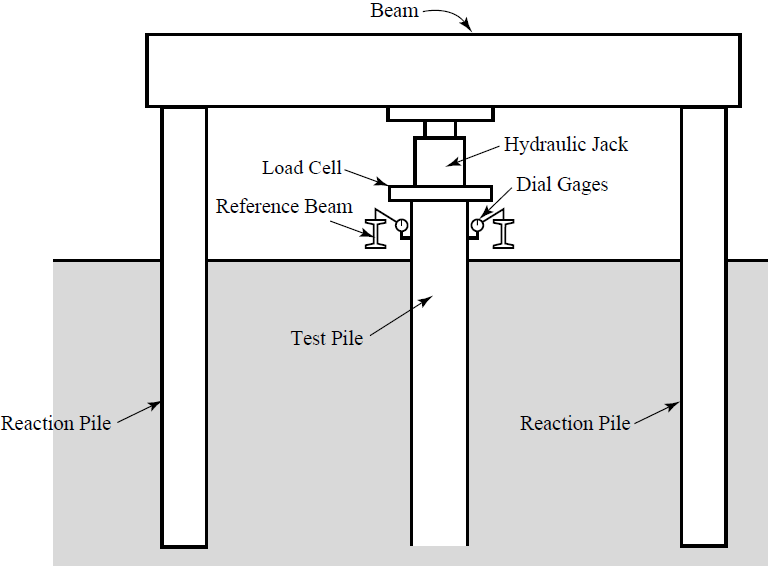 Beam
Hydraulic Jack
Load Cell
Dial Gages
Reference Beam
Test Pile
Reaction Pile
Reaction Pile